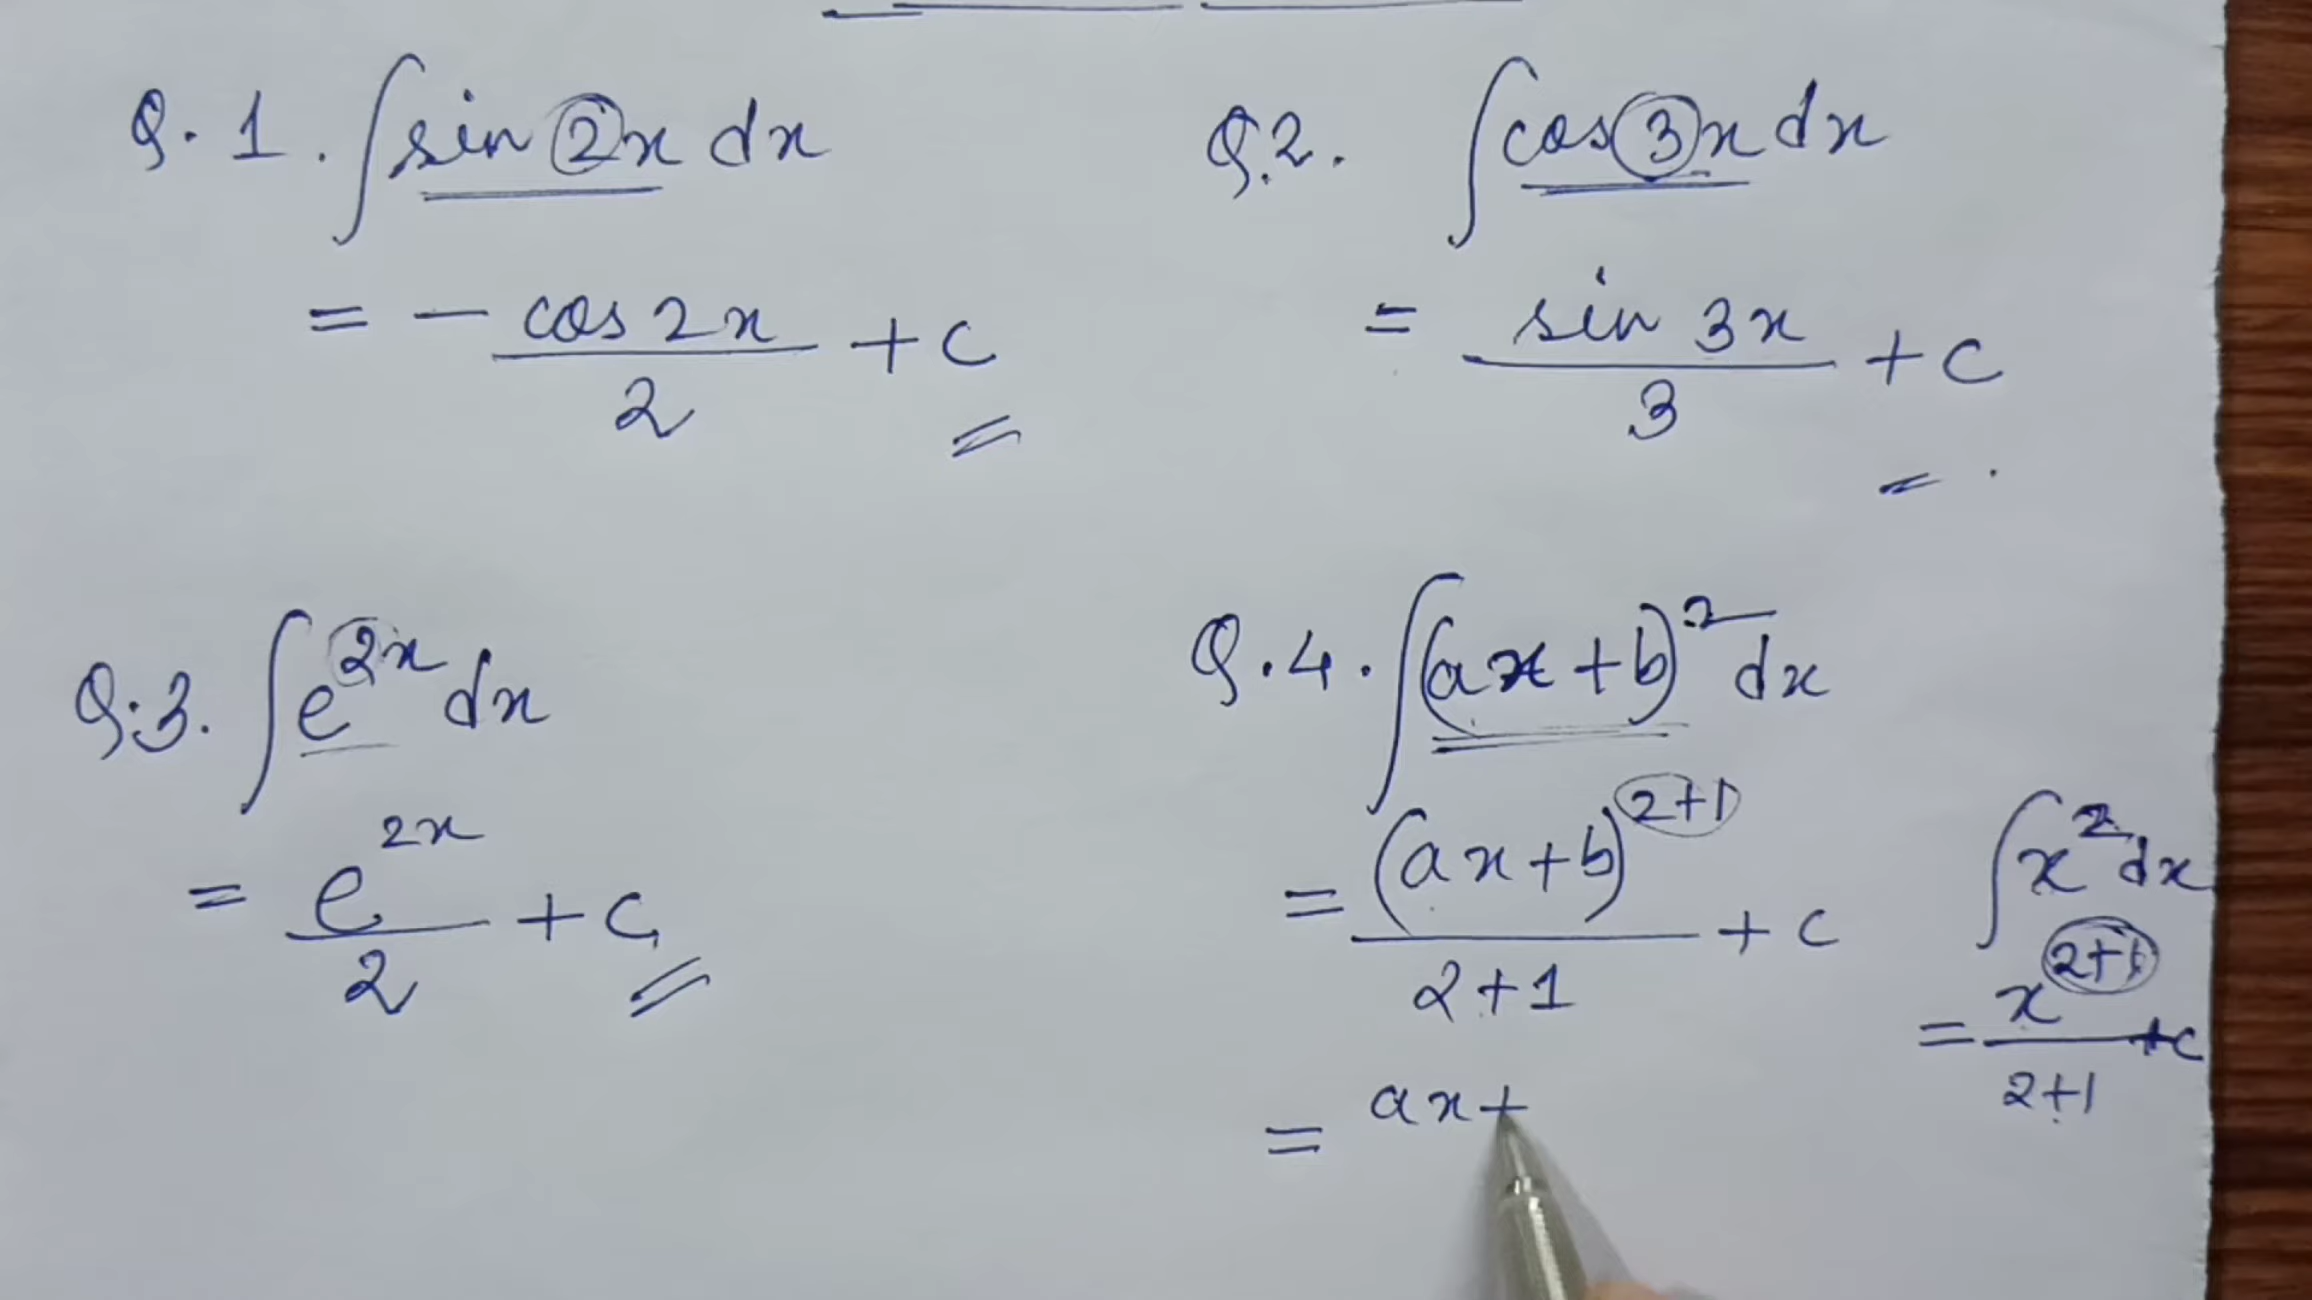 Q.1. ∫ sin 2x dx
= - cos 2x / 2 + c
Q.2. ∫ cos 3x dx
= sin 3x / 3 + c
Q.3. ∫ e^2x dx
= e^2x / 2 + c
Q.4. ∫ (ax+b)^2 dx
= (ax+b)^2+1 / 2+1 + c
= ax+
∫ x^2 dx
= x^2+1 / 2+1 + c